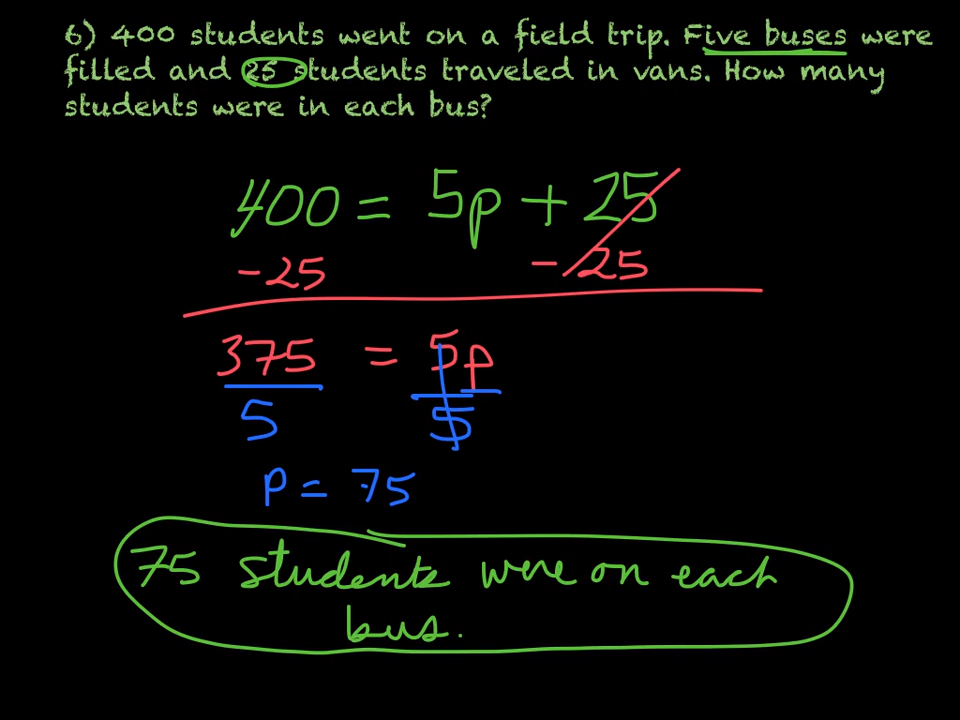 6) 400 students went on a field trip. Five buses were
filled and 25 students traveled in vans. How many
students were in each bus?
400 = 5p + 25
-25 - 25
375 = 5p
5 5
P = 75
75 students were on each
bus.